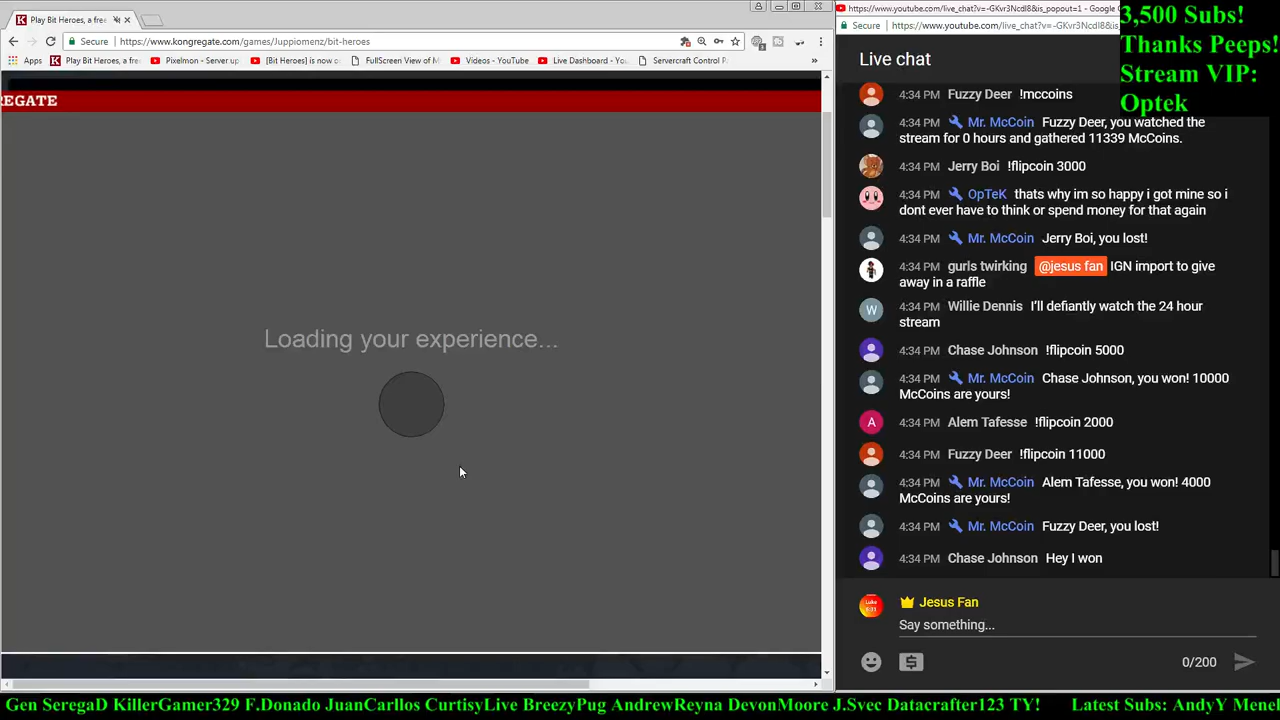 Play Bit Heroes, a free
https://www.youtube.com/live_chat?v=-GKvr3NcdI8&is_popout=1 - Google C
Secure https://www.kongregate.com/games/Juppiomenz/bit-heroes
Secure https://www.youtube.com/live_chat?v=-GKvr3NcdI8&is
Apps Play Bit Heroes, a free Pixelmon - Server up [Bit Heroes] is now FullScreen View of M Videos - YouTube Live Dashboard - You Servercraft Control P »
3,500 Subs!
Thanks Peeps!
Stream VIP:
Optek
REGATE
Loading your experience...
Live chat
4:34 PM Fuzzy Deer !mccoins
4:34 PM Mr. McCoin Fuzzy Deer, you watched the
stream for 0 hours and gathered 11339 McCoins.
4:34 PM Jerry Boi !flipcoin 3000
4:34 PM OpTeK thats why im so happy i got mine so i
dont ever have to think or spend money for that again
4:34 PM Mr. McCoin Jerry Boi, you lost!
4:34 PM gurls twirking @jesus fan IGN import to give
away in a raffle
W 4:34 PM Willie Dennis I'll defiantly watch the 24 hour
stream
4:34 PM Chase Johnson !flipcoin 5000
4:34 PM Mr. McCoin Chase Johnson, you won! 10000
McCoins are yours!
A 4:34 PM Alem Tafesse !flipcoin 2000
4:34 PM Fuzzy Deer !flipcoin 11000
4:34 PM Mr. McCoin Alem Tafesse, you won! 4000
McCoins are yours!
4:34 PM Mr. McCoin Fuzzy Deer, you lost!
4:34 PM Chase Johnson Hey I won
Jesus Fan
Say something...
0/200
Gen SeregaD KillerGamer329 F.Donado JuanCarllos CurtisyLive BreezyPug AndrewReyna DevonMoore J.Svec Datacrafter123 TY! Latest Subs: AndyY Mene